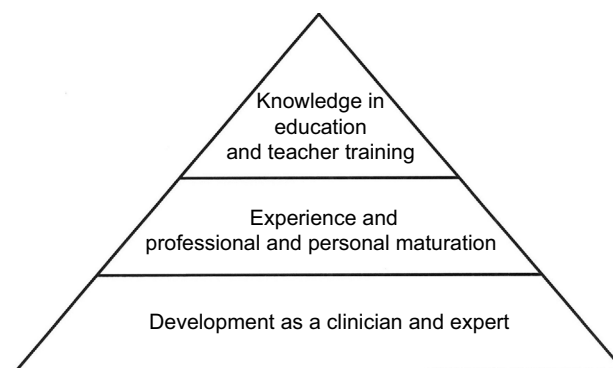 Knowledge in
education
and teacher training
Experience and
professional and personal maturation
Development as a clinician and expert